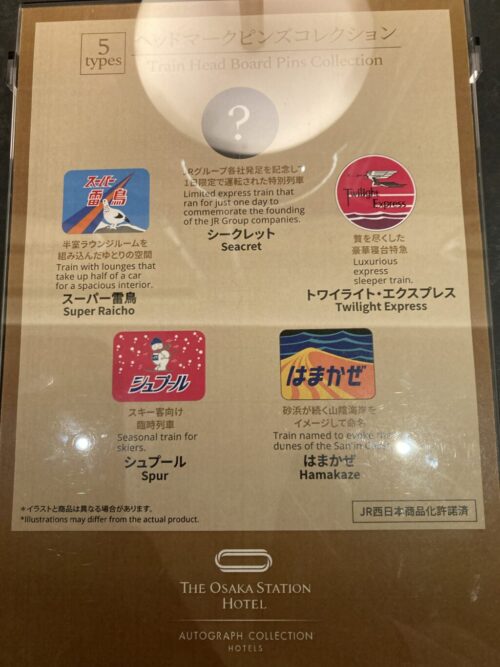 5
types
ヘッドマークピンズコレクション
Train Head Board Pins Collection
?
JRグループ各社発足を記念して
1日限定で運転された特別列車
Limited express train that
ran for just one day to
commemorate the founding
of the JR Group companies.
シークレット
Seacret
スーパー
雷鳥
半室ラウンジルームを
組み込んだゆとりの空間
Train with lounges that
take up half of a car
for a spacious interior.
スーパー雷鳥
Super Raicho
Twilight
Express
贅を尽くした
豪華寝台特急
Luxurious
express
sleeper train.
トワイライト・エクスプレス
Twilight Express
シュプール
スキー客向け
臨時列車
Seasonal train for
skiers.
シュプール
Spur
はまかぜ
砂浜が続く山陰海岸を
イメージして命名
Train named to evoke the
dunes of the San'in Coast.
はまかぜ
Hamakaze
*イラストと商品は異なる場合があります。
*Illustrations may differ from the actual product.
JR西日本商品化許諾済
THE OSAKA STATION
HOTEL
AUTOGRAPH COLLECTION
HOTELS